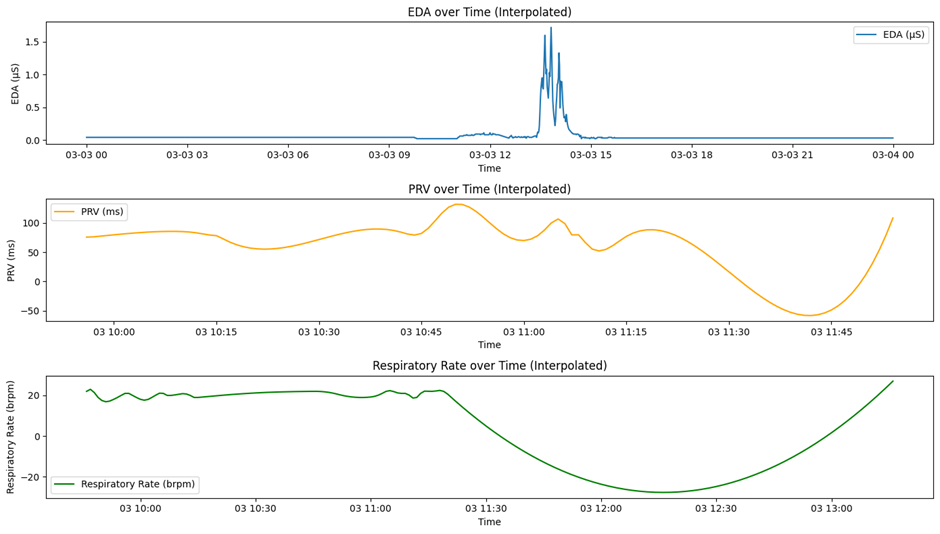 EDA over Time (Interpolated)
EDA (µS)
1.5
1.0
0.5
0.0
EDA (µS)
03-03 00 03-03 03 03-03 06 03-03 09 03-03 12 03-03 15 03-03 18 03-03 21 03-04 00
Time
PRV over Time (Interpolated)
PRV (ms)
100
50
0
−50
PRV (ms)
03 10:00 03 10:15 03 10:30 03 10:45 03 11:00 03 11:15 03 11:30 03 11:45
Time
Respiratory Rate over Time (Interpolated)
Respiratory Rate (brpm)
20
0
−20
Respiratory Rate (brpm)
03 10:00 03 10:30 03 11:00 03 11:30 03 12:00 03 12:30 03 13:00
Time